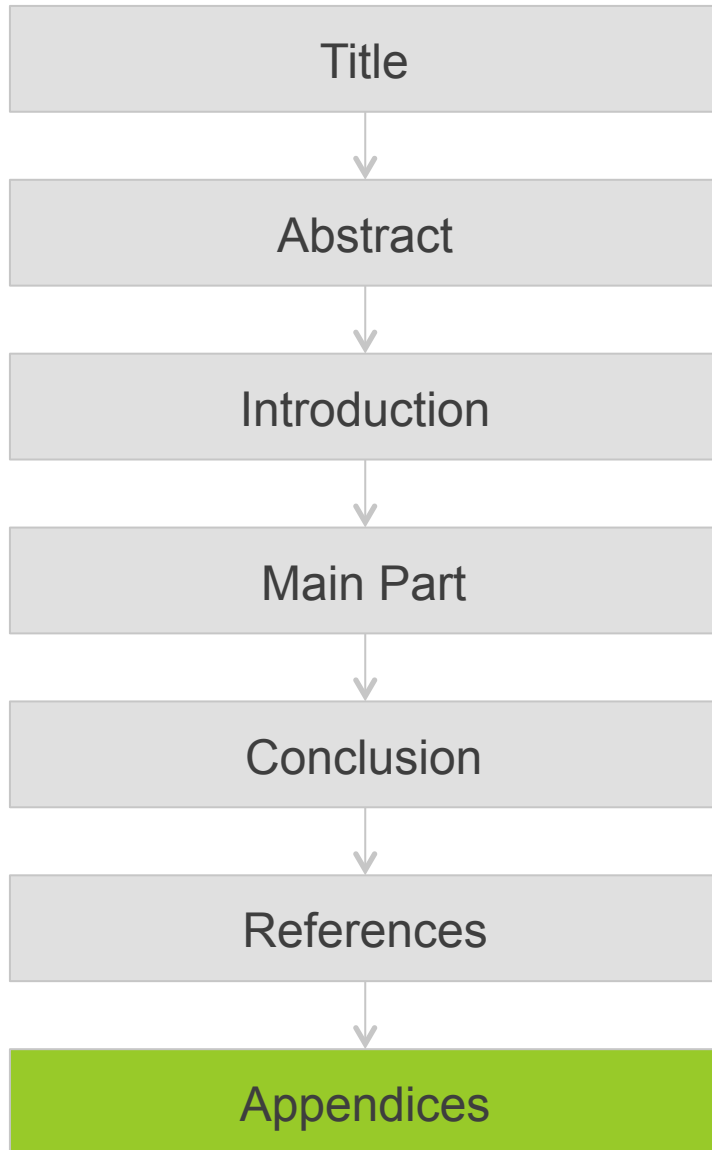 Title
Abstract
Introduction
Main Part
Conclusion
References
Appendices